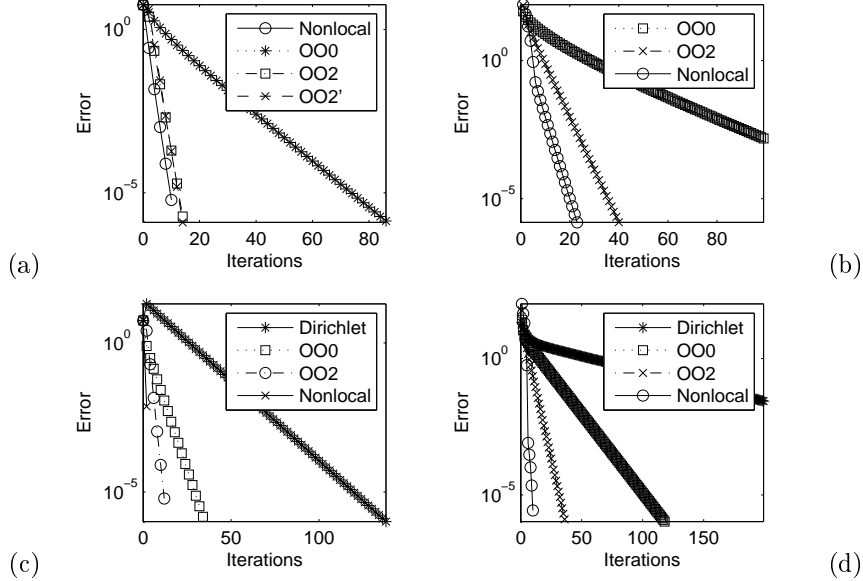 Nonlocal
OO0
OO2
OO2'
10^0
10^-5
Error
0 20 40 60 80
Iterations
(a)
OO0
OO2
Nonlocal
10^0
10^-5
Error
0 20 40 60 80
Iterations
(b)
Dirichlet
OO0
OO2
Nonlocal
10^0
10^-5
Error
0 50 100
Iterations
(c)
Dirichlet
OO0
OO2
Nonlocal
10^0
10^-5
Error
0 50 100 150
Iterations
(d)